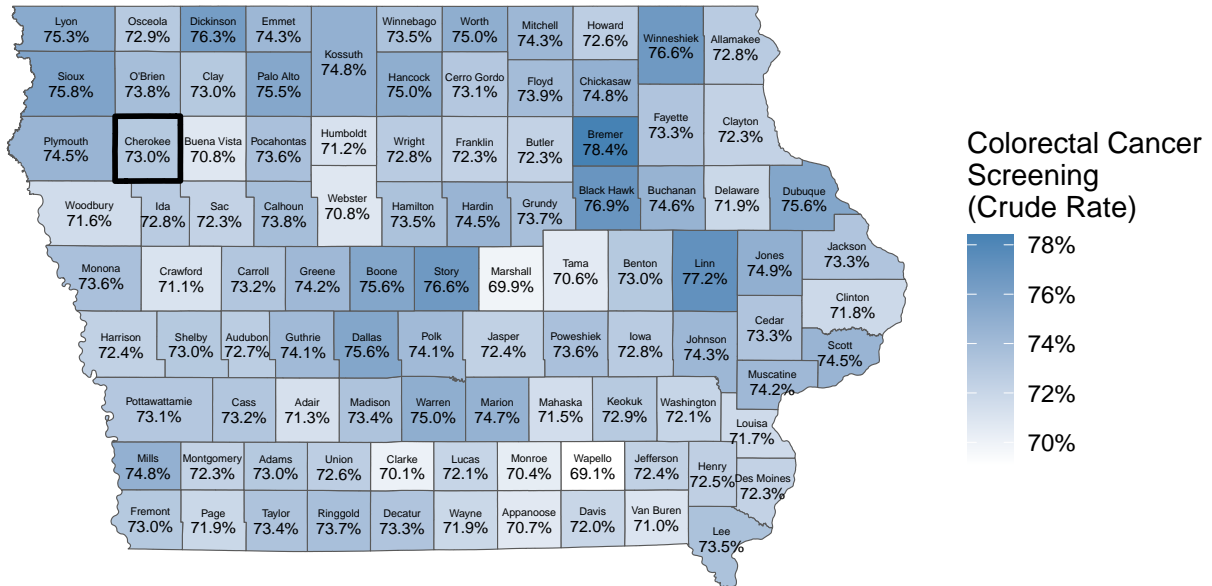 Lyon
75.3%
Osceola
72.9%
Dickinson
76.3%
Emmet
74.3%
Winnebago
73.5%
Worth
75.0%
Mitchell
74.3%
Howard
72.6%
Winneshiek
76.6%
Allamakee
72.8%
Kossuth
74.8%
Sioux
75.8%
O'Brien
73.8%
Clay
73.0%
Palo Alto
75.5%
Hancock
75.0%
Cerro Gordo
73.1%
Floyd
73.9%
Chickasaw
74.8%
Fayette
73.3%
Clayton
72.3%
Plymouth
74.5%
Cherokee
73.0%
Buena Vista
70.8%
Pocahontas
73.6%
Humboldt
71.2%
Wright
72.8%
Franklin
72.3%
Butler
72.3%
Bremer
78.4%
Woodbury
71.6%
Ida
72.8%
Sac
72.3%
Calhoun
73.8%
Webster
70.8%
Hamilton
73.5%
Hardin
74.5%
Grundy
73.7%
Black Hawk
76.9%
Buchanan
74.6%
Delaware
71.9%
Dubuque
75.6%
Monona
73.6%
Crawford
71.1%
Carroll
73.2%
Greene
74.2%
Boone
75.6%
Story
76.6%
Marshall
69.9%
Tama
70.6%
Benton
73.0%
Linn
77.2%
Jones
74.9%
Jackson
73.3%
Clinton
71.8%
Harrison
72.4%
Shelby
73.0%
Audubon
72.7%
Guthrie
74.1%
Dallas
75.6%
Polk
74.1%
Jasper
72.4%
Poweshiek
73.6%
Iowa
72.8%
Johnson
74.3%
Cedar
73.3%
Scott
74.5%
Muscatine
74.2%
Pottawattamie
73.1%
Cass
73.2%
Adair
71.3%
Madison
73.4%
Warren
75.0%
Marion
74.7%
Mahaska
71.5%
Keokuk
72.9%
Washington
72.1%
Louisa
71.7%
Mills
74.8%
Montgomery
72.3%
Adams
73.0%
Union
72.6%
Clarke
70.1%
Lucas
72.1%
Monroe
70.4%
Wapello
69.1%
Jefferson
72.4%
Henry
72.5%
Des Moines
72.3%
Fremont
73.0%
Page
71.9%
Taylor
73.4%
Ringgold
73.7%
Decatur
73.3%
Wayne
71.9%
Appanoose
70.7%
Davis
72.0%
Van Buren
71.0%
Lee
73.5%
Colorectal Cancer
Screening
(Crude Rate)
78%
76%
74%
72%
70%